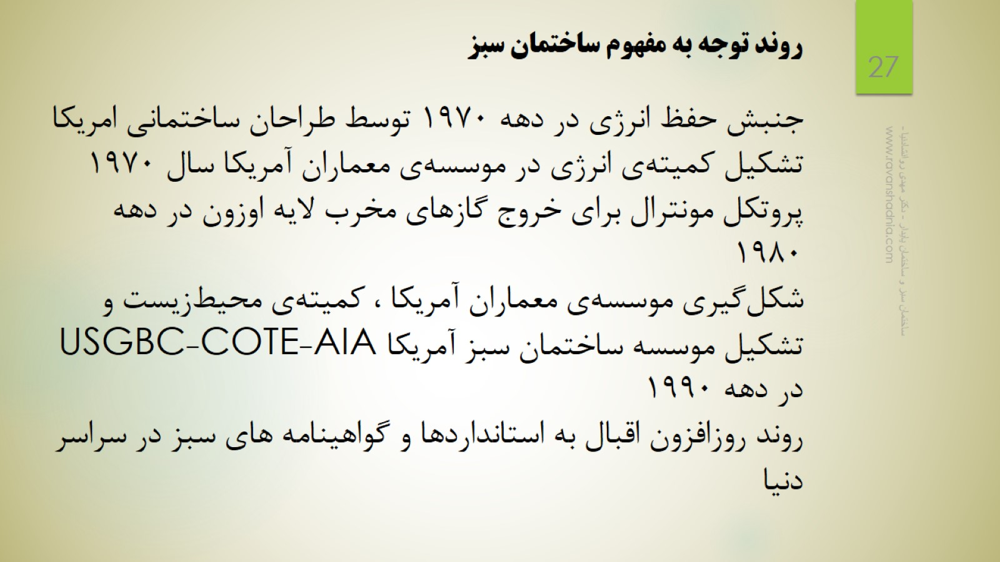 روند توجه به مفهوم ساختمان سبز
27
جنبش حفظ انرژی در دهه ۱۹۷۰ توسط طراحان ساختمانی امریکا
تشکیل کمیته‌ی انرژی در موسسه‌ی معماران آمریکا سال ۱۹۷۰
پروتکل مونترال برای خروج گازهای مخرب لایه اوزون در دهه
۱۹۸۰
شکل‌گیری موسسه‌ی معماران آمریکا ، کمیته‌ی محیط‌زیست و
تشکیل موسسه ساختمان سبز آمریکا USGBC-COTE-AIA
در دهه ۱۹۹۰
روند روزافزون اقبال به استانداردها و گواهینامه های سبز در سراسر
دنیا
ساختمان سبز و ساختمان پایدار - دکتر مهدی روانشادنیا -
www.ravanshadnia.com